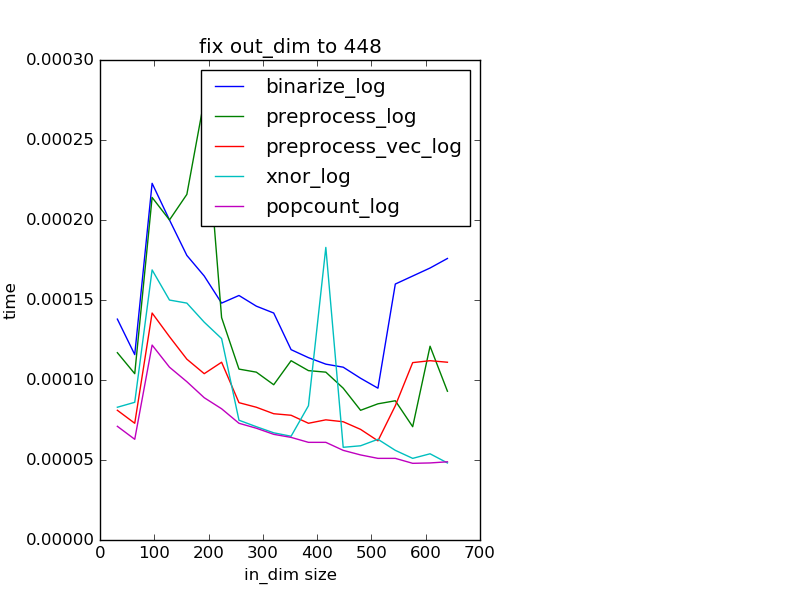 fix out_dim to 448
0.00030
0.00025
0.00020
0.00015
0.00010
0.00005
0.00000
time
binarize_log
preprocess_log
preprocess_vec_log
xnor_log
popcount_log
0 100 200 300 400 500 600 700
in_dim size